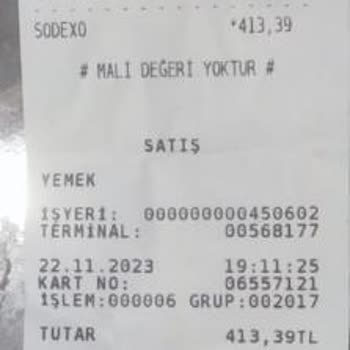 SODEXO *413,39
# MALİ DEĞERİ YOKTUR #
SATIŞ
YEMEK
İŞYERİ: 000000000450602
TERMİNAL: 00568177
22.11.2023 19:11:25
KART NO: 06557121
İŞLEM:000006 GRUP:002017
TUTAR 413,39TL